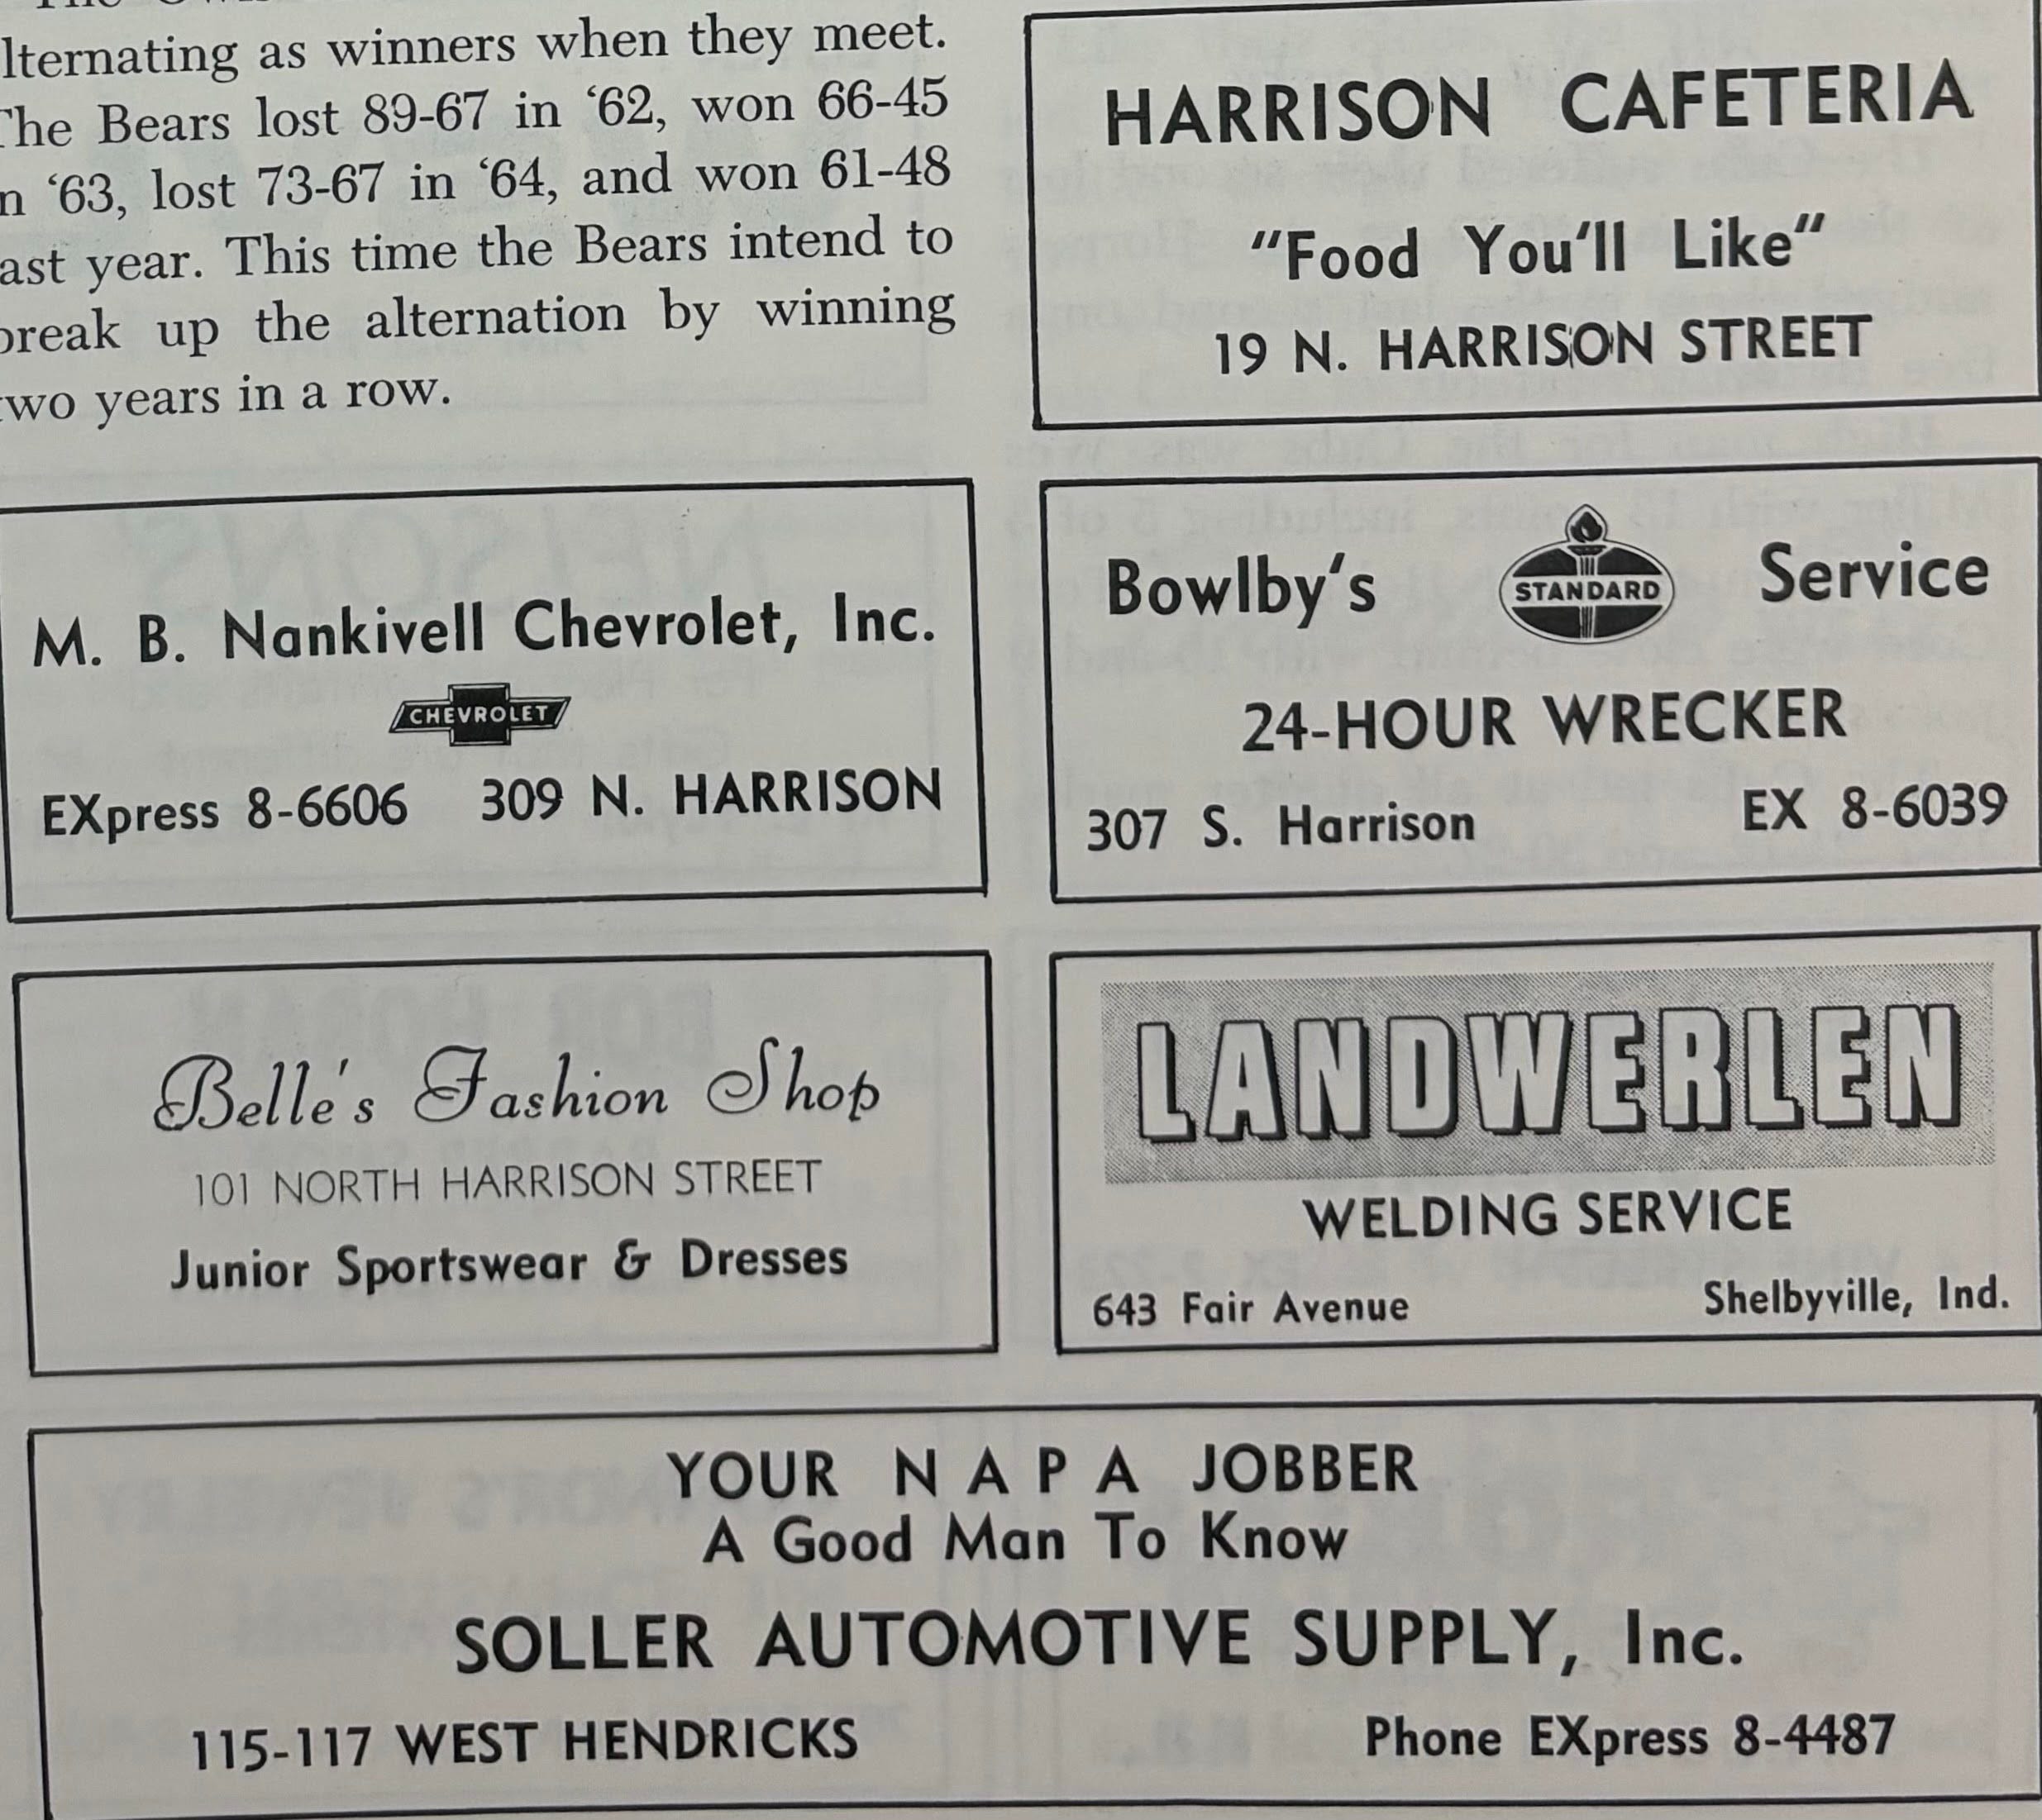 lternating as winners when they meet.
The Bears lost 89-67 in ‘62, won 66-45
n ‘63, lost 73-67 in ‘64, and won 61-48
ast year. This time the Bears intend to
break up the alternation by winning
two years in a row.
HARRISON CAFETERIA
"Food You'll Like"
19 N. HARRISON STREET
M. B. Nankivell Chevrolet, Inc.
CHEVROLET
EXpress 8-6606 309 N. HARRISON
Bowlby's STANDARD Service
24-HOUR WRECKER
307 S. Harrison EX 8-6039
Belle's Fashion Shop
101 NORTH HARRISON STREET
Junior Sportswear & Dresses
LANDWERLEN
WELDING SERVICE
643 Fair Avenue Shelbyville, Ind.
YOUR N A P A JOBBER
A Good Man To Know
SOLLER AUTOMOTIVE SUPPLY, Inc.
115-117 WEST HENDRICKS Phone EXpress 8-4487